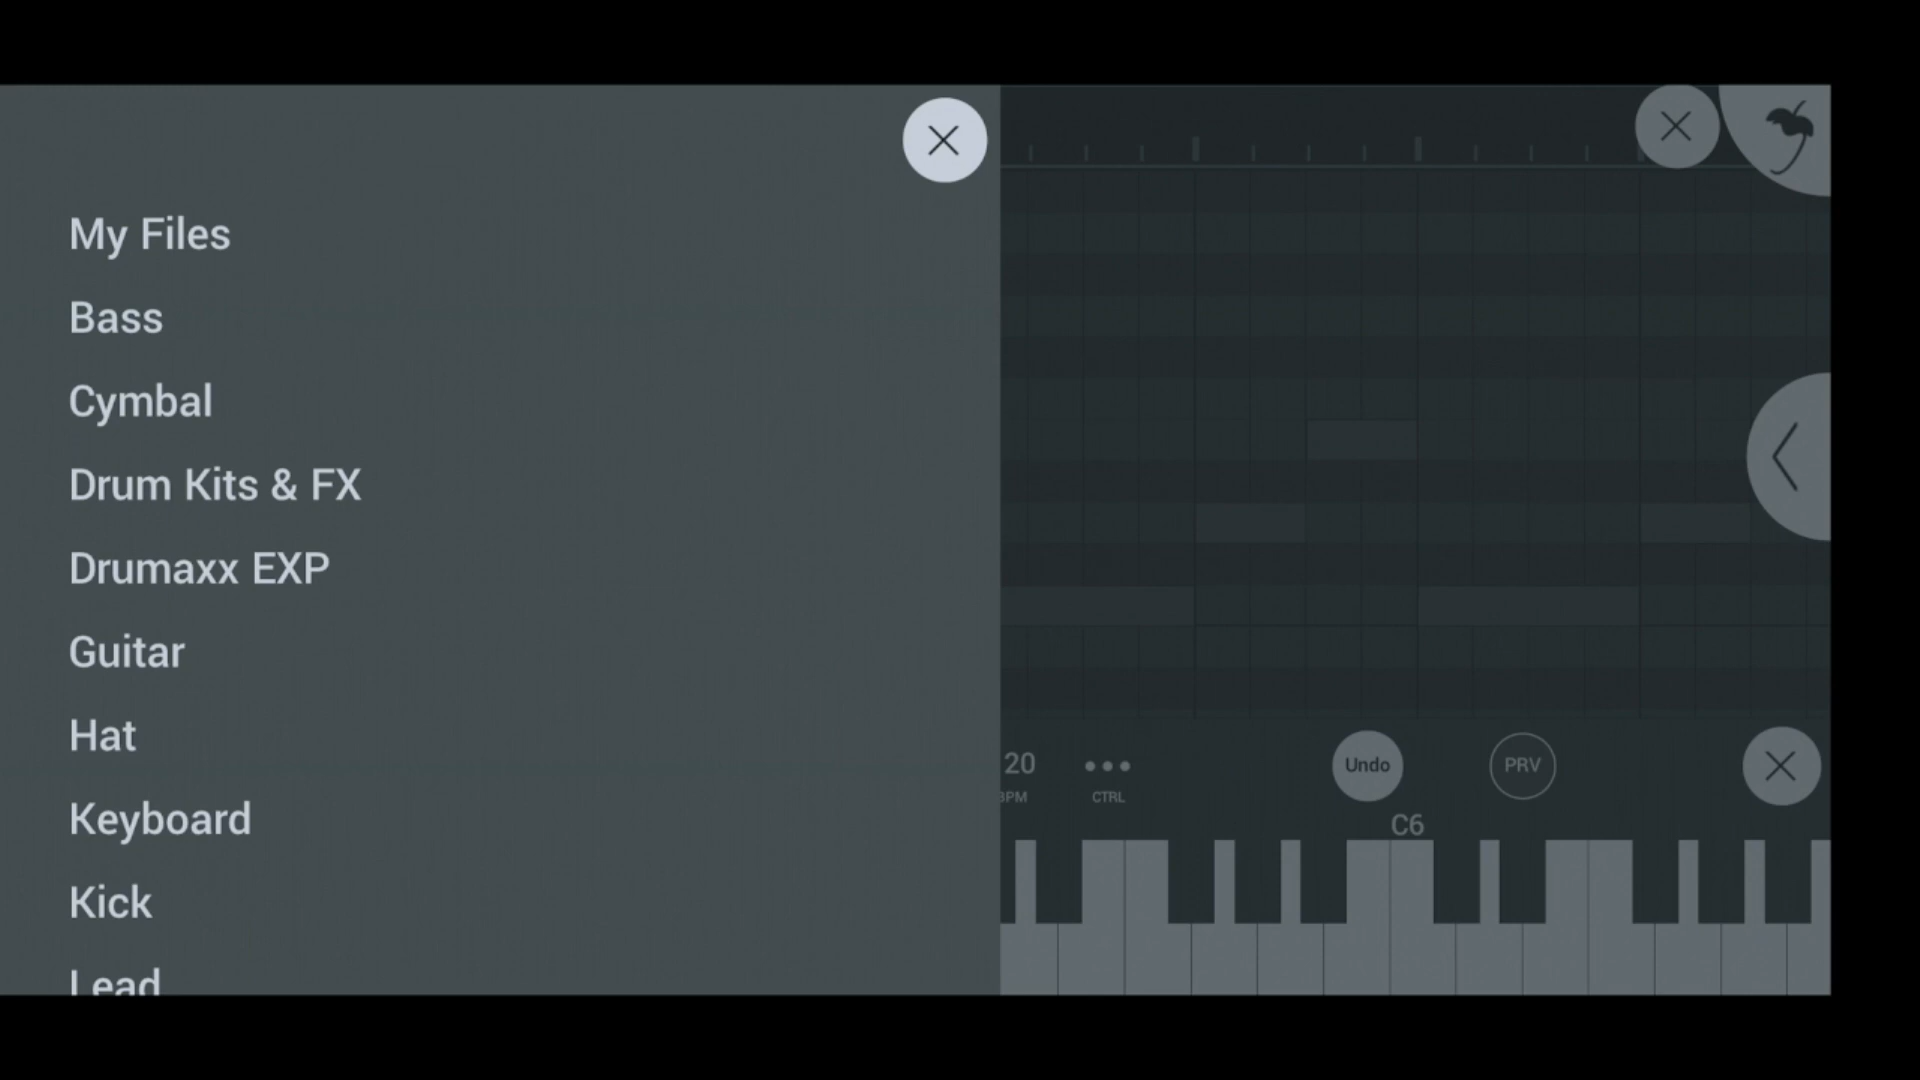 My Files
Bass
Cymbal
Drum Kits & FX
Drumaxx EXP
Guitar
Hat
Keyboard
Kick
Lead
20
BPM
CTRL
Undo
PRV
C6